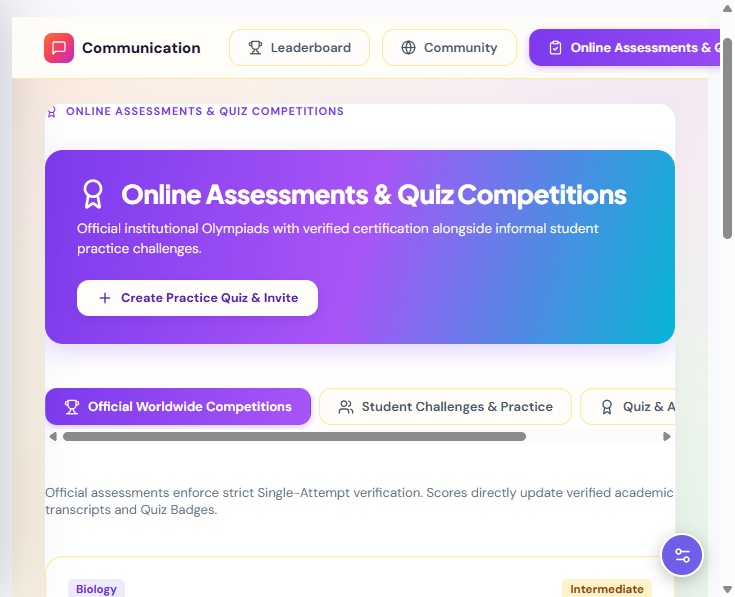 Communication
Leaderboard
Community
Online Assessments &
ONLINE ASSESSMENTS & QUIZ COMPETITIONS
Online Assessments & Quiz Competitions
Official institutional Olympiads with verified certification alongside informal student
practice challenges.
Create Practice Quiz & Invite
Official Worldwide Competitions
Student Challenges & Practice
Quiz & A
Official assessments enforce strict Single-Attempt verification. Scores directly update verified academic
transcripts and Quiz Badges.
Biology
Intermediate